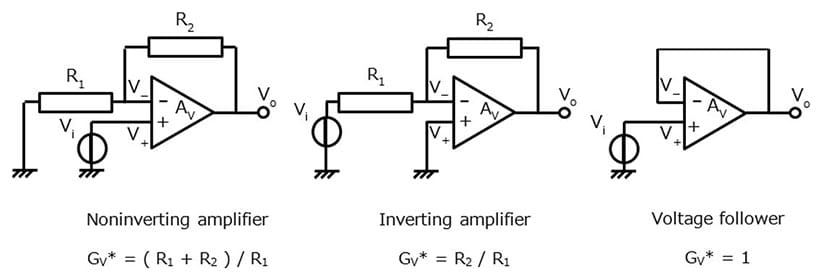 R₂
R₁
V₋
Aᵥ
-
+
Vᵢ
V₊
Vₒ
R₂
R₁
V₋
Aᵥ
-
+
Vᵢ
V₊
Vₒ
V₋
Aᵥ
-
+
Vᵢ
V₊
Vₒ
Noninverting amplifier
Gᵥ* = ( R₁ + R₂ ) / R₁
Inverting amplifier
Gᵥ* = R₂ / R₁
Voltage follower
Gᵥ* = 1